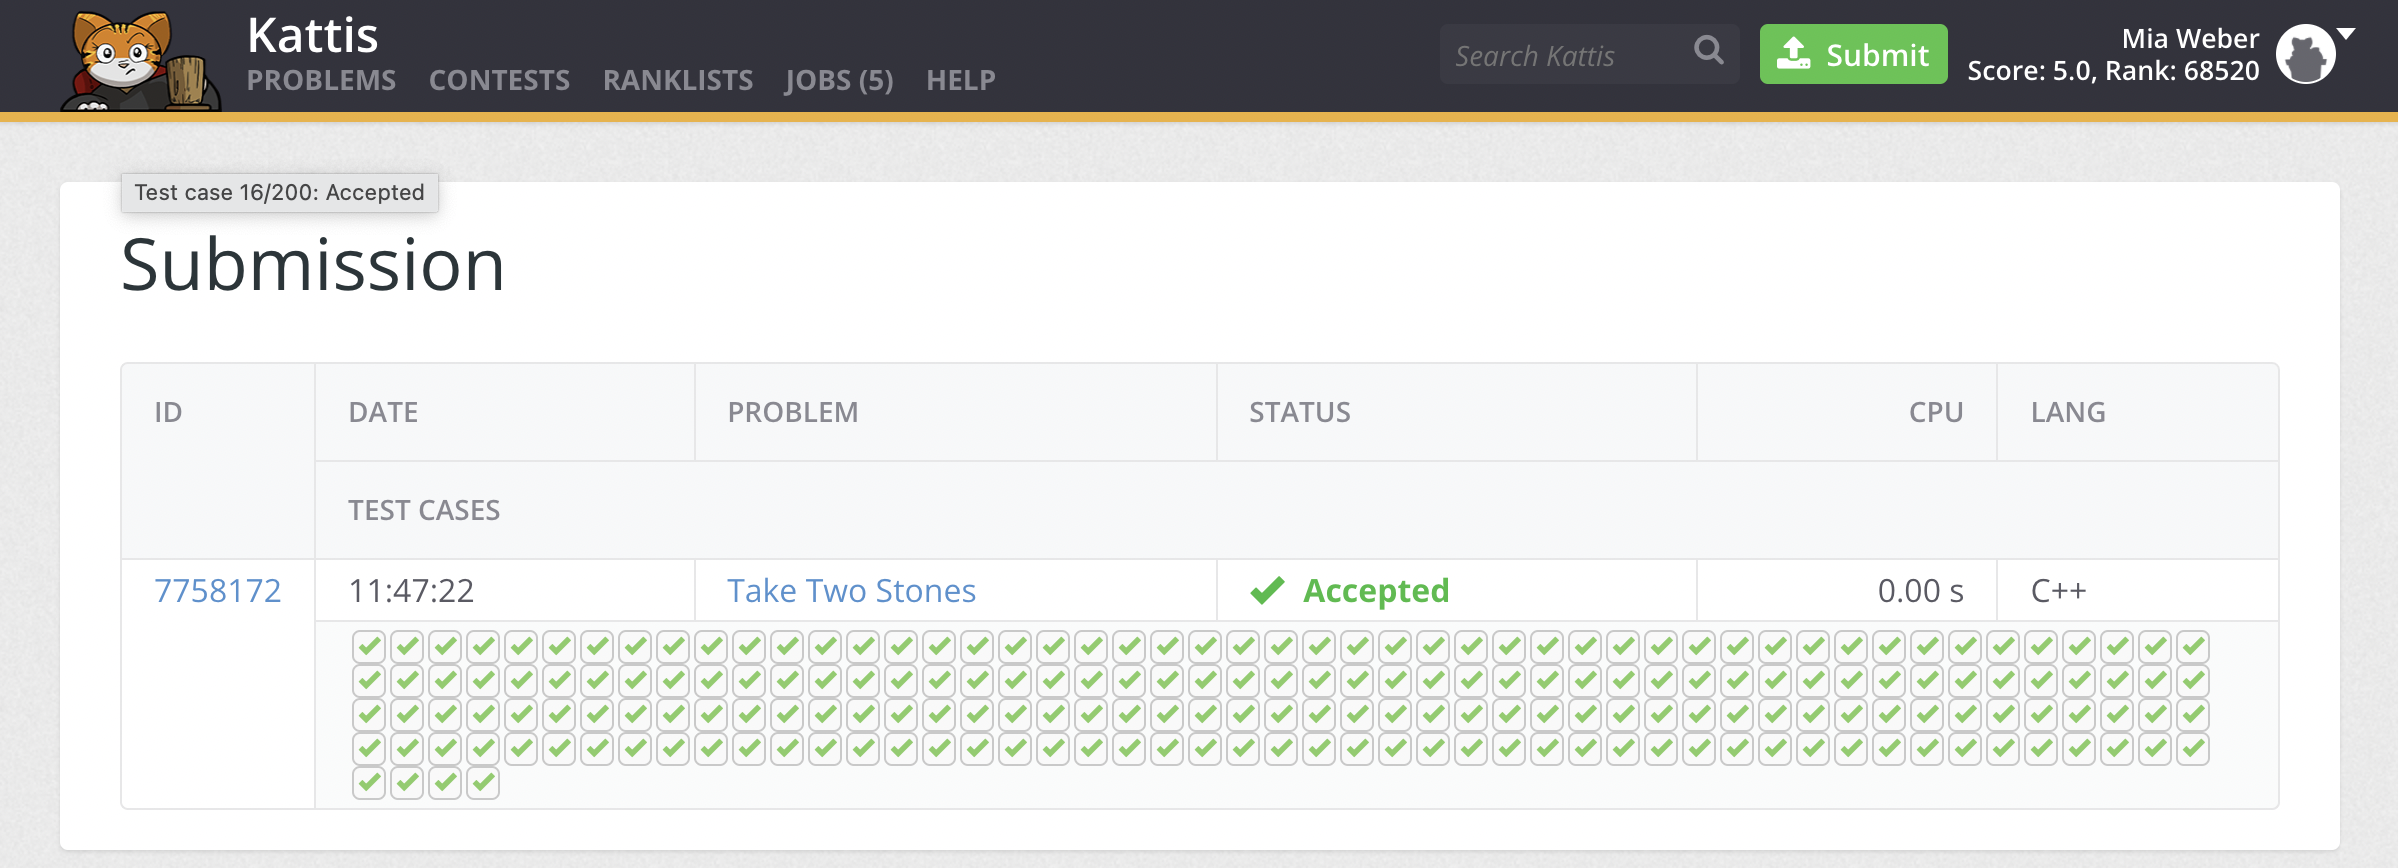 Kattis
PROBLEMS CONTESTS RANKLISTS JOBS (5) HELP
Search Kattis
Submit
Mia Weber
Score: 5.0, Rank: 68520
Test case 16/200: Accepted
Submission
ID DATE PROBLEM STATUS CPU LANG
TEST CASES
7758172 11:47:22 Take Two Stones Accepted 0.00 s C++